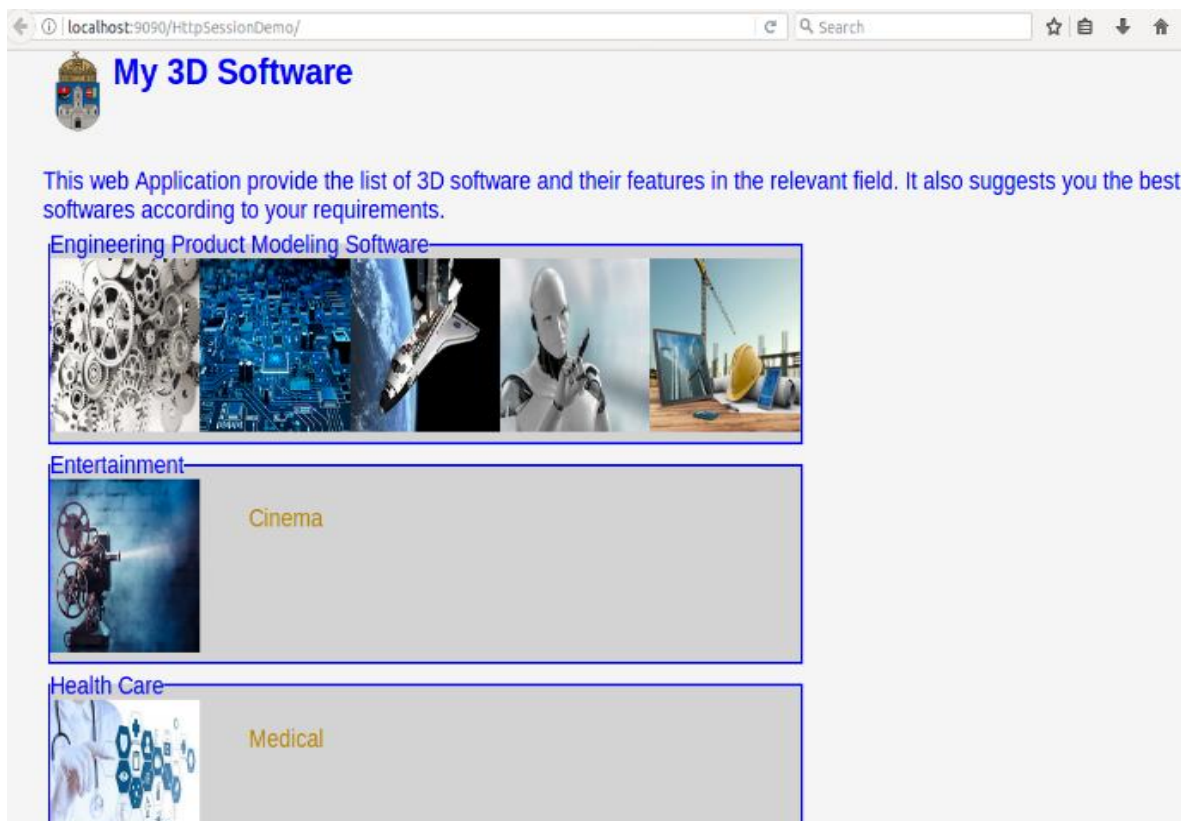 localhost:9090/HttpSessionDemo/
Search
My 3D Software
This web Application provide the list of 3D software and their features in the relevant field. It also suggests you the best
softwares according to your requirements.
Engineering Product Modeling Software
Entertainment
Cinema
Health Care
Medical